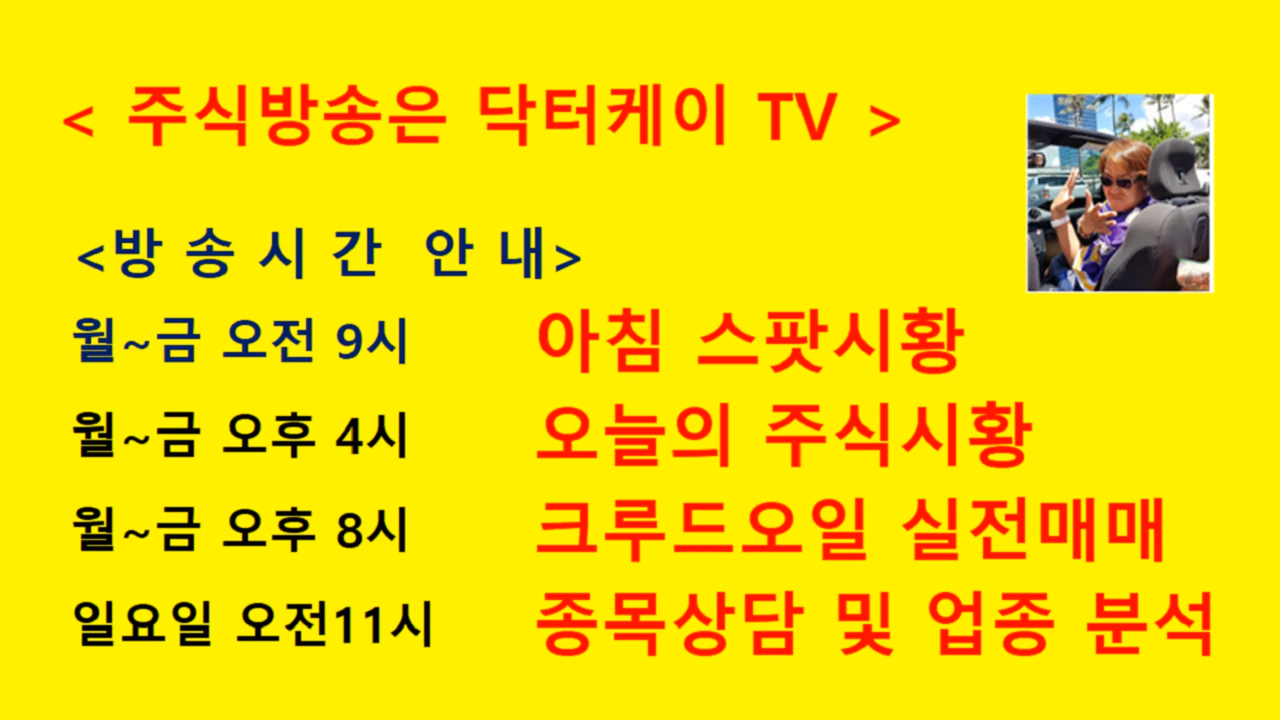 < 주식방송은 닥터케이 TV >
<방 송 시 간 안 내>
월~금 오전 9시 아침 스팟시황
월~금 오후 4시 오늘의 주식시황
월~금 오후 8시 크루드오일 실전매매
일요일 오전11시 종목상담 및 업종 분석